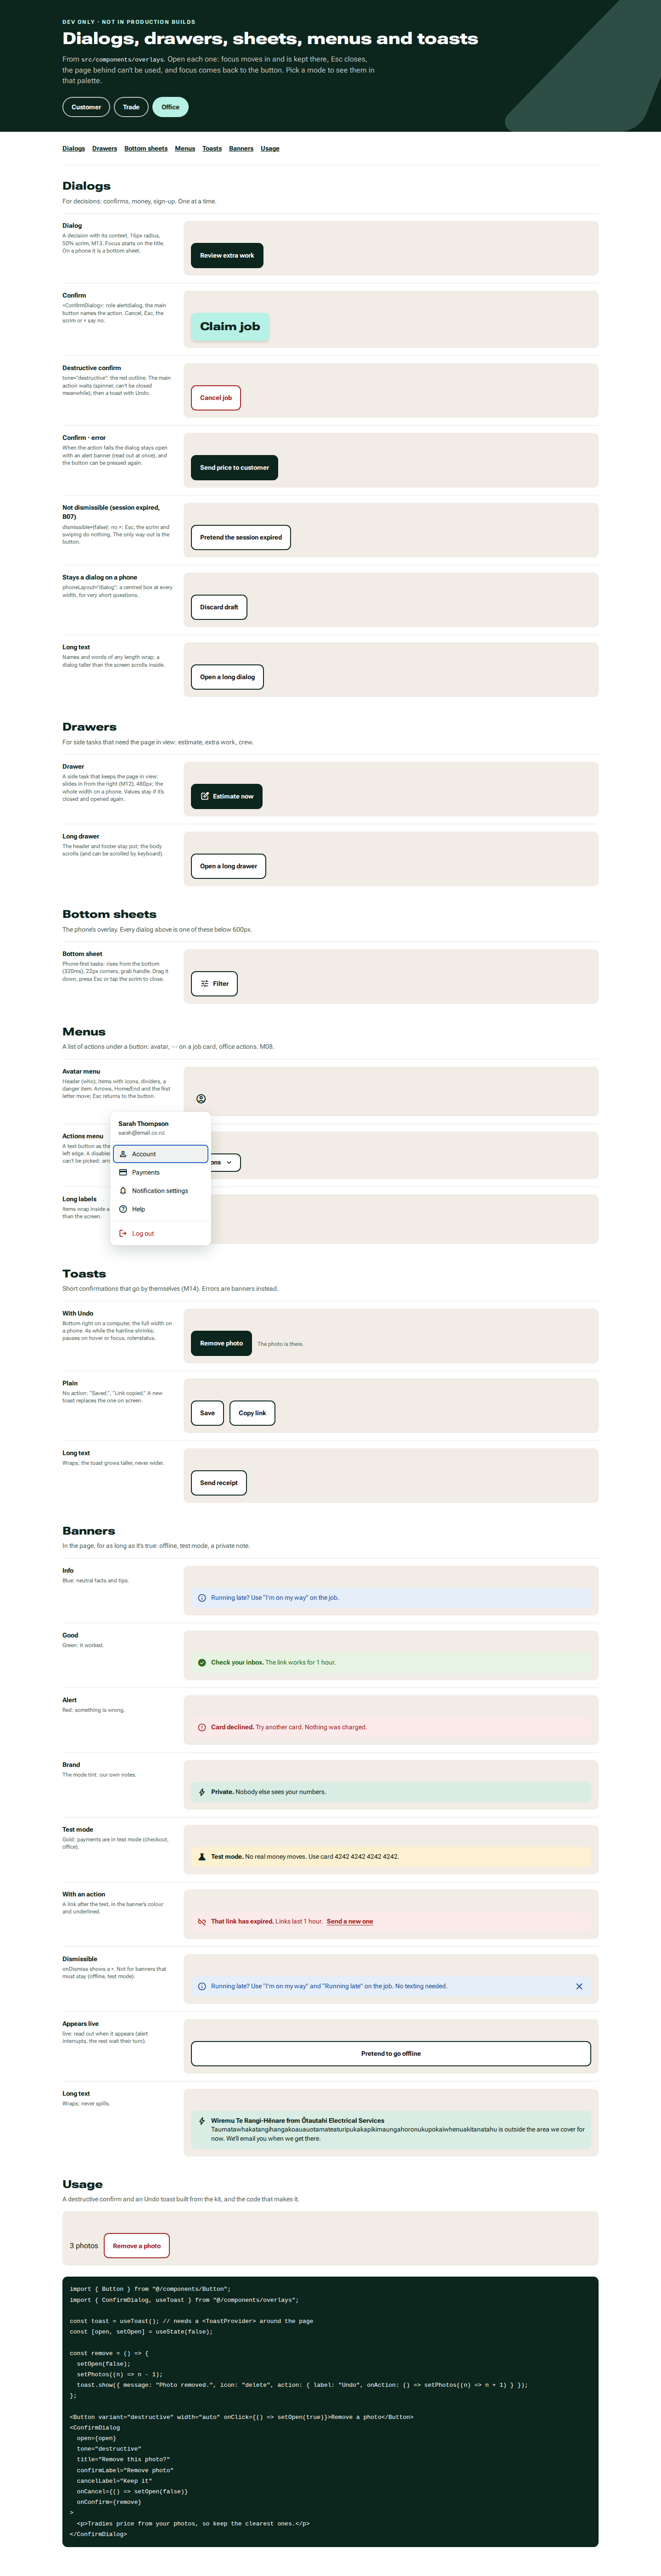 DEV ONLY · NOT IN PRODUCTION BUILDS
Dialogs, drawers, sheets, menus and toasts
From src/components/overlays. Open each one: focus moves in and is kept there, Esc closes,
the page behind can't be used, and focus comes back to the button. Pick a mode to see them in
that palette.
Customer Trade Office
Dialogs Drawers Bottom sheets Menus Toasts Banners Usage
Dialogs
For decisions: confirms, money, sign-up. One at a time.
Dialog
A decision with its context. 16px radius,
50% scrim, M13. Focus starts on the title.
On a phone it is a bottom sheet.
Review extra work
Confirm
<ConfirmDialog>: role alertdialog, the main
button names the action. Cancel, Esc, the
scrim or × say no.
Claim job
Destructive confirm
tone="destructive": the red outline. The main
action waits (spinner, can't be closed
meanwhile), then a toast with Undo.
Cancel job
Confirm · error
When the action fails the dialog stays open
with an alert banner (read out at once), and
the button can be pressed again.
Send price to customer
Not dismissible (session expired,
B07)
dismissible={false}: no ×; Esc, the scrim and
swiping do nothing. The only way out is the
button.
Pretend the session expired
Stays a dialog on a phone
phoneLayout="dialog": a centred box at every
width, for very short questions.
Discard draft
Long text
Names and words of any length wrap; a
dialog taller than the screen scrolls inside.
Open a long dialog
Drawers
For side tasks that need the page in view: estimate, extra work, crew.
Drawer
A side task that keeps the page in view:
slides in from the right (M12), 480px; the
whole width on a phone. Values stay if it's
closed and opened again.
Estimate now
Long drawer
The header and footer stay put; the body
scrolls (and can be scrolled by keyboard).
Open a long drawer
Bottom sheets
The phone's overlay. Every dialog above is one of these below 600px.
Bottom sheet
Phone-first tasks: rises from the bottom
(320ms), 22px corners, grab handle. Drag it
down, press Esc or tap the scrim to close.
Filter
Menus
A list of actions under a button: avatar, ⋯ on a job card, office actions. M08.
Avatar menu
Header (who), items with icons, dividers, a
danger item. Arrows, Home/End and the first
letter move; Esc returns to the button.
Sarah Thompson
sarah@email.co.nz
Account
Payments
Notification settings
Help
Log out
Actions menu
A text button as the
left edge. A disable
can't be picked; arr
ons
Long labels
Items wrap inside a
than the screen.
Toasts
Short confirmations that go by themselves (M14). Errors are banners instead.
With Undo
Bottom right on a computer, the full width on
a phone. 4s while the hairline shrinks;
pauses on hover or focus. role=status.
Remove photo The photo is there.
Plain
No action: "Saved.", "Link copied." A new
toast replaces the one on screen.
Save Copy link
Long text
Wraps; the toast grows taller, never wider.
Send receipt
Banners
In the page, for as long as it's true: offline, test mode, a private note.
Info
Blue: neutral facts and tips.
Running late? Use "I'm on my way" on the job.
Good
Green: it worked.
Check your inbox. The link works for 1 hour.
Alert
Red: something is wrong.
Card declined. Try another card. Nothing was charged.
Brand
The mode tint: our own notes.
Private. Nobody else sees your numbers.
Test mode
Gold: payments are in test mode (checkout,
office).
Test mode. No real money moves. Use card 4242 4242 4242 4242.
With an action
A link after the text, in the banner's colour
and underlined.
That link has expired. Links last 1 hour. Send a new one
Dismissible
onDismiss shows a ×. Not for banners that
must stay (offline, test mode).
Running late? Use "I'm on my way" and "Running late" on the job. No texting needed.
Appears live
live: read out when it appears (alert
interrupts, the rest wait their turn).
Pretend to go offline
Long text
Wraps; never spills.
Wiremu Te Rangi-Hēnare from Ōtautahi Electrical Services
Taumatawhakatangihangakoauauotamateaturipukakapikimaungahoronukupokaiwhenuakitanatahu is outside the area we cover for
now. We'll email you when we get there.
Usage
A destructive confirm and an Undo toast built from the kit, and the code that makes it.
3 photos Remove a photo
import { Button } from "@/components/Button";
import { ConfirmDialog, useToast } from "@/components/overlays";
const toast = useToast(); // needs a <ToastProvider> around the page
const [open, setOpen] = useState(false);
const remove = () => {
setOpen(false);
setPhotos((n) => n - 1);
toast.show({ message: "Photo removed.", icon: "delete", action: { label: "Undo", onAction: () => setPhotos((n) => n + 1) } });
};
<Button variant="destructive" width="auto" onClick={() => setOpen(true)}>Remove a photo</Button>
<ConfirmDialog
open={open}
tone="destructive"
title="Remove this photo?"
confirmLabel="Remove photo"
cancelLabel="Keep it"
onCancel={() => setOpen(false)}
onConfirm={remove}
>
<p>Tradies price from your photos, so keep the clearest ones.</p>
</ConfirmDialog>